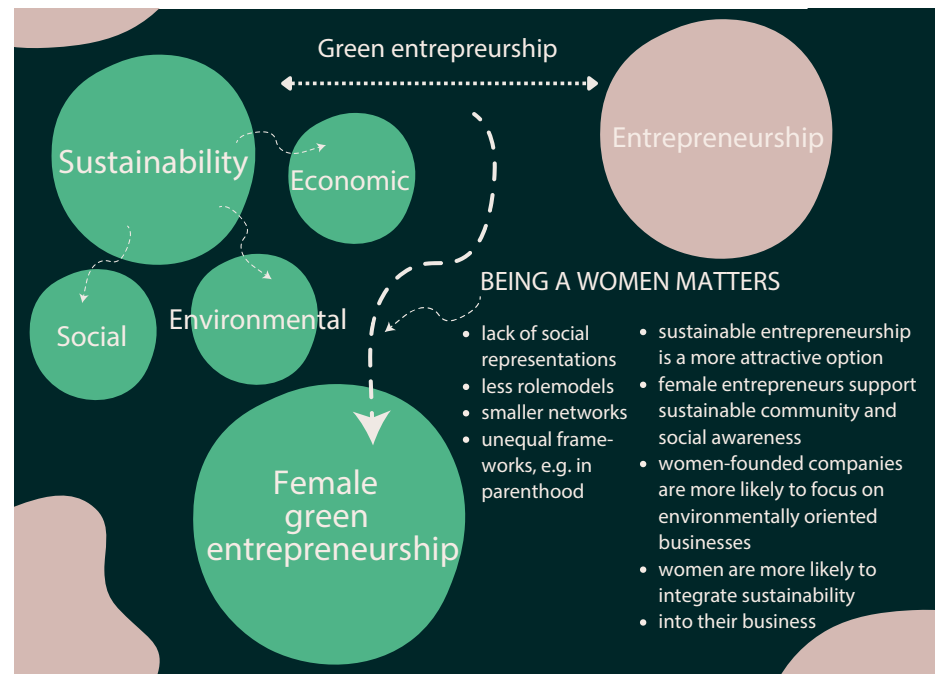 Green entrepreurship
Entrepreneurship
Sustainability
Economic
Social
Environmental
BEING A WOMEN MATTERS
• lack of social
representations
• less rolemodels
• smaller networks
• unequal frame-
works, e.g. in
parenthood
• sustainable entrepreneurship
is a more attractive option
• female entrepreneurs support
sustainable community and
social awareness
• women-founded companies
are more likely to focus on
environmentally oriented
businesses
• women are more likely to
integrate sustainability
• into their business
Female
green
entrepreneurship